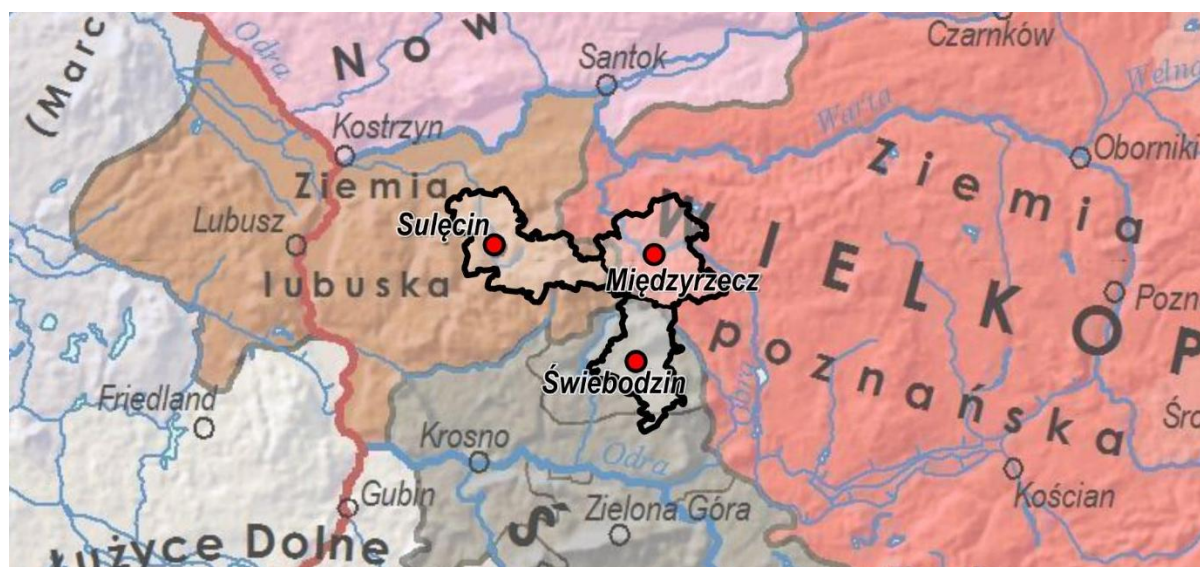 (Marc
Odra
Now
Santok
Czarnków
Wełna
Kostrzyn
Warta
Oborniki
Ziemia
lubuska
ziemia
poznańska
WIELKOP
Lubusz
Sulęcin
Międzyrzecz
Pozn
Świebodzin
Friedland
Obra
Śro
Krosno
Odra
Gubin
Zielona Góra
Kościan
Ś
Łużyce Dolne